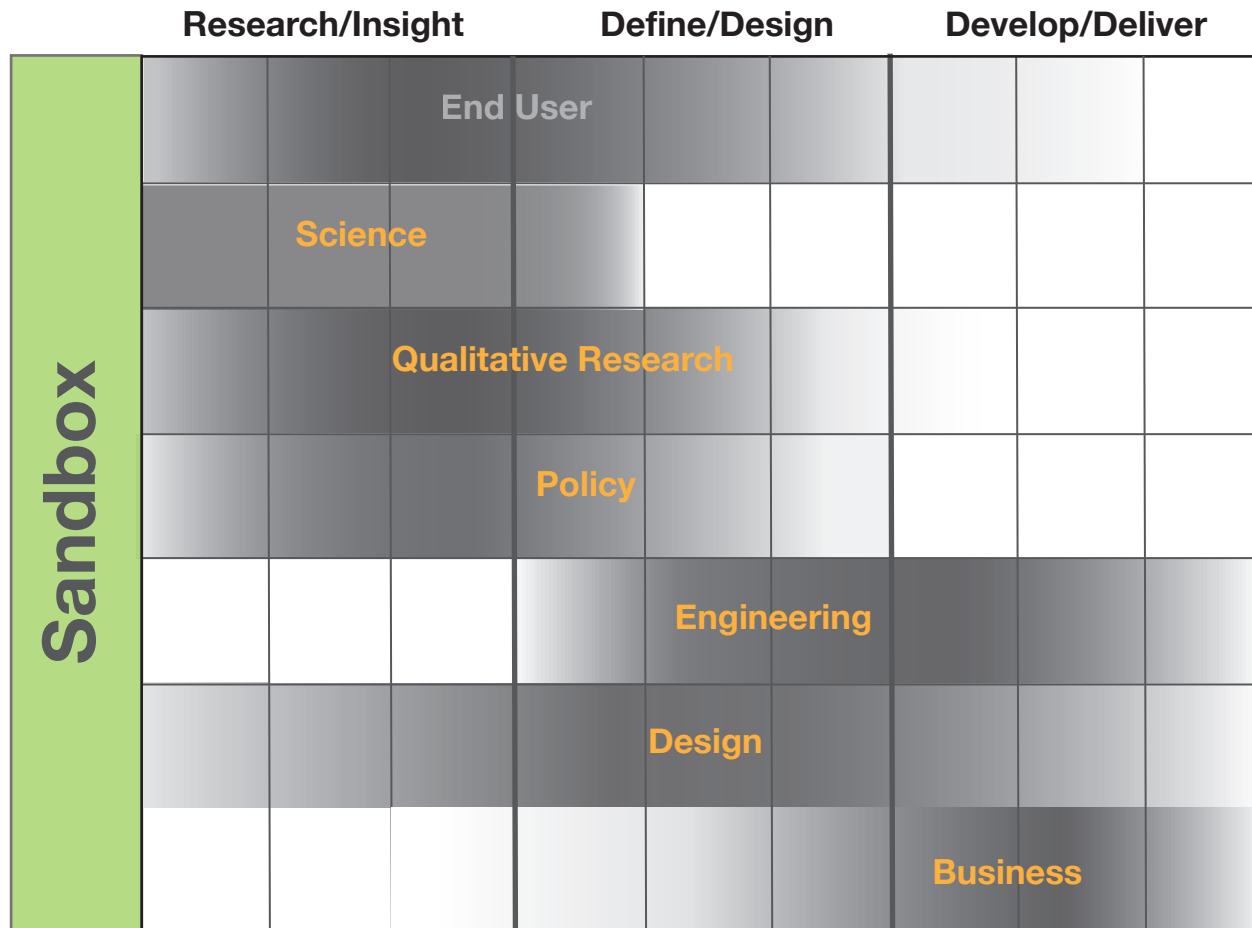 Research/Insight Define/Design Develop/Deliver
Sandbox
End User
Science
Qualitative Research
Policy
Engineering
Design
Business